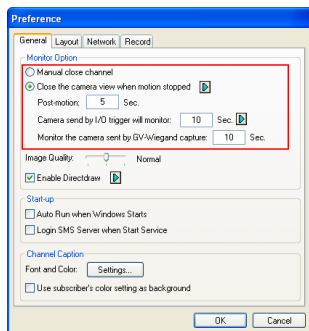 Preference
General Layout Network Record
Monitor Option
Manual close channel
Close the camera view when motion stopped
Post-motion: 5 Sec.
Camera send by I/O trigger will monitor: 10 Sec.
Monitor the camera sent by GV-Wiegand capture: 10 Sec.
Image Quality: Normal
Enable Directdraw
Start-up
Auto Run when Windows Starts
Login SMS Server when Start Service
Channel Caption
Font and Color: Settings...
Use subscriber's color setting as background
OK Cancel